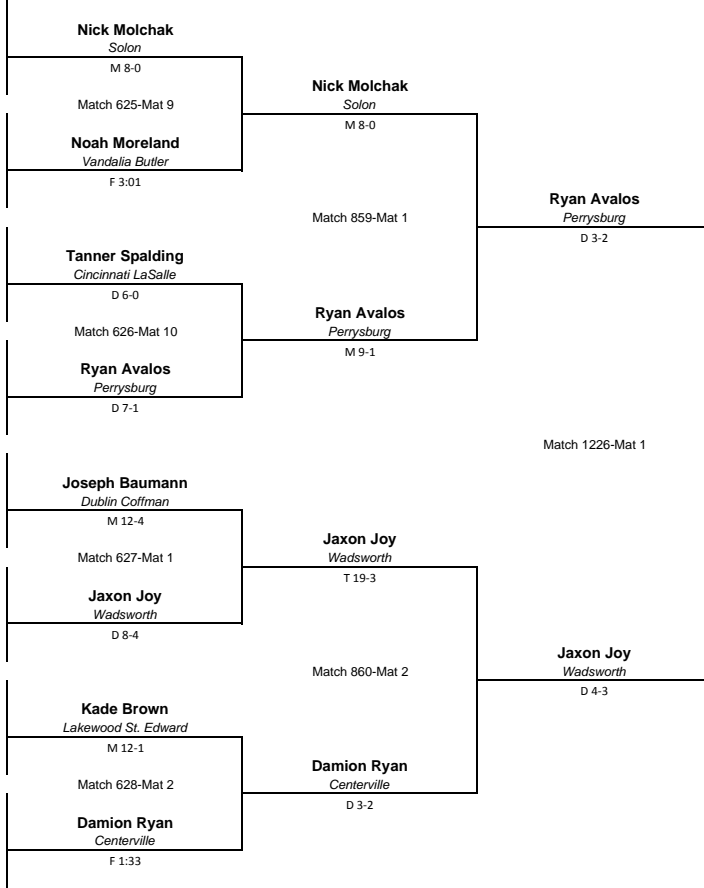 Nick Molchak
Solon
M 8-0
Match 625-Mat 9
Noah Moreland
Vandalia Butler
F 3:01
Tanner Spalding
Cincinnati LaSalle
D 6-0
Match 626-Mat 10
Ryan Avalos
Perrysburg
D 7-1
Joseph Baumann
Dublin Coffman
M 12-4
Match 627-Mat 1
Jaxon Joy
Wadsworth
D 8-4
Kade Brown
Lakewood St. Edward
M 12-1
Match 628-Mat 2
Damion Ryan
Centerville
F 1:33
Nick Molchak
Solon
M 8-0
Match 859-Mat 1
Ryan Avalos
Perrysburg
M 9-1
Jaxon Joy
Wadsworth
T 19-3
Match 860-Mat 2
Damion Ryan
Centerville
D 3-2
Ryan Avalos
Perrysburg
D 3-2
Match 1226-Mat 1
Jaxon Joy
Wadsworth
D 4-3